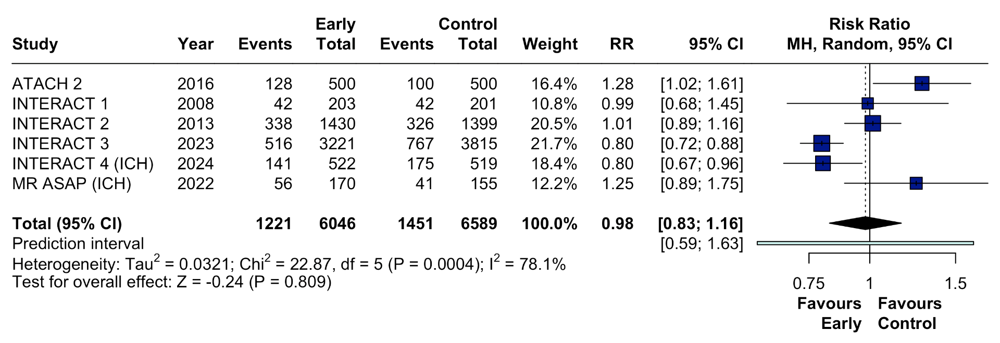 Early Control Risk Ratio
Study Year Events Total Events Total Weight RR 95% CI MH, Random, 95% CI
ATACH 2 2016 128 500 100 500 16.4% 1.28 [1.02; 1.61]
INTERACT 1 2008 42 203 42 201 10.8% 0.99 [0.68; 1.45]
INTERACT 2 2013 338 1430 326 1399 20.5% 1.01 [0.89; 1.16]
INTERACT 3 2023 516 3221 767 3815 21.7% 0.80 [0.72; 0.88]
INTERACT 4 (ICH) 2024 141 522 175 519 18.4% 0.80 [0.67; 0.96]
MR ASAP (ICH) 2022 56 170 41 155 12.2% 1.25 [0.89; 1.75]
Total (95% CI) 1221 6046 1451 6589 100.0% 0.98 [0.83; 1.16]
Prediction interval [0.59; 1.63]
Heterogeneity: Tau² = 0.0321; Chi² = 22.87, df = 5 (P = 0.0004); I² = 78.1%
Test for overall effect: Z = -0.24 (P = 0.809)
0.75 1 1.5
Favours Favours
Early Control